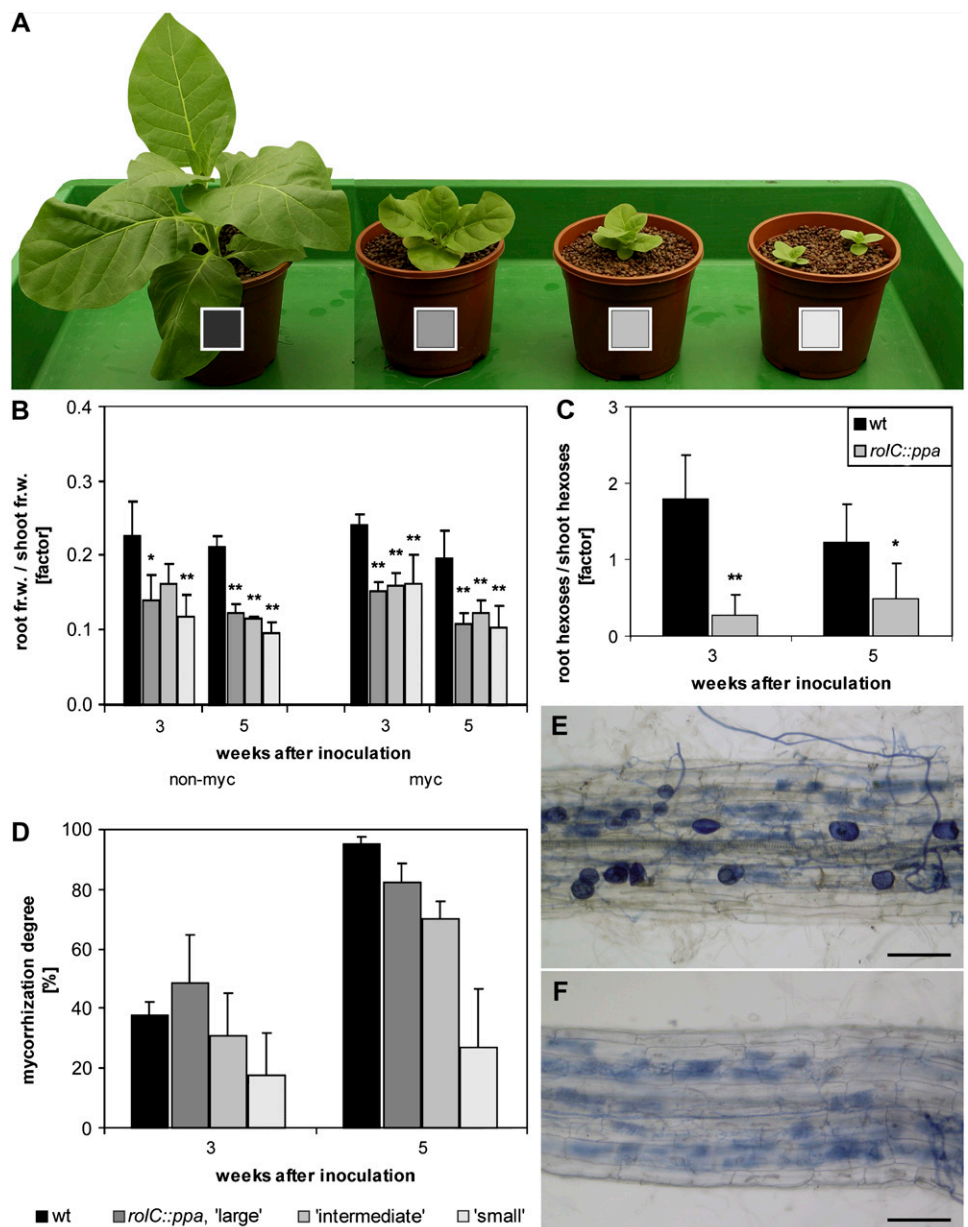 A
B
0.4
0.3
0.2
0.1
0.0
root fr.w. / shoot fr.w.
[factor]
*
**
**
**
**
**
**
**
**
**
**
3
5
3
5
weeks after inoculation
non-myc
myc
C
3
2
1
0
root hexoses / shoot hexoses
[factor]
wt
rolC::ppa
**
*
3
5
weeks after inoculation
D
100
80
60
40
20
0
mycorrhization degree
[%]
3
5
weeks after inoculation
wt
rolC::ppa, 'large'
'intermediate'
'small'
E
F